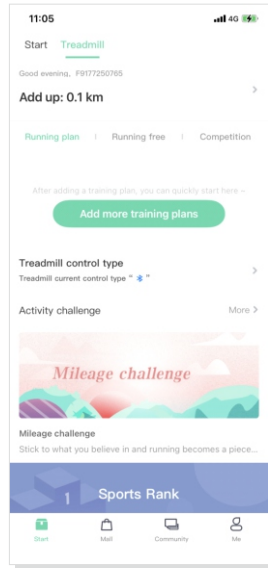 11:05
4G
Start Treadmill
Good evening, F9177250765
Add up: 0.1 km
Running plan | Running free | Competition
After adding a training plan, you can quickly start here ~
Add more training plans
Treadmill control type
Treadmill current control type " "
Activity challenge More >
Mileage challenge
Mileage challenge
Stick to what you believe in and running becomes a piece...
1 Sports Rank
Start Mall Community Me